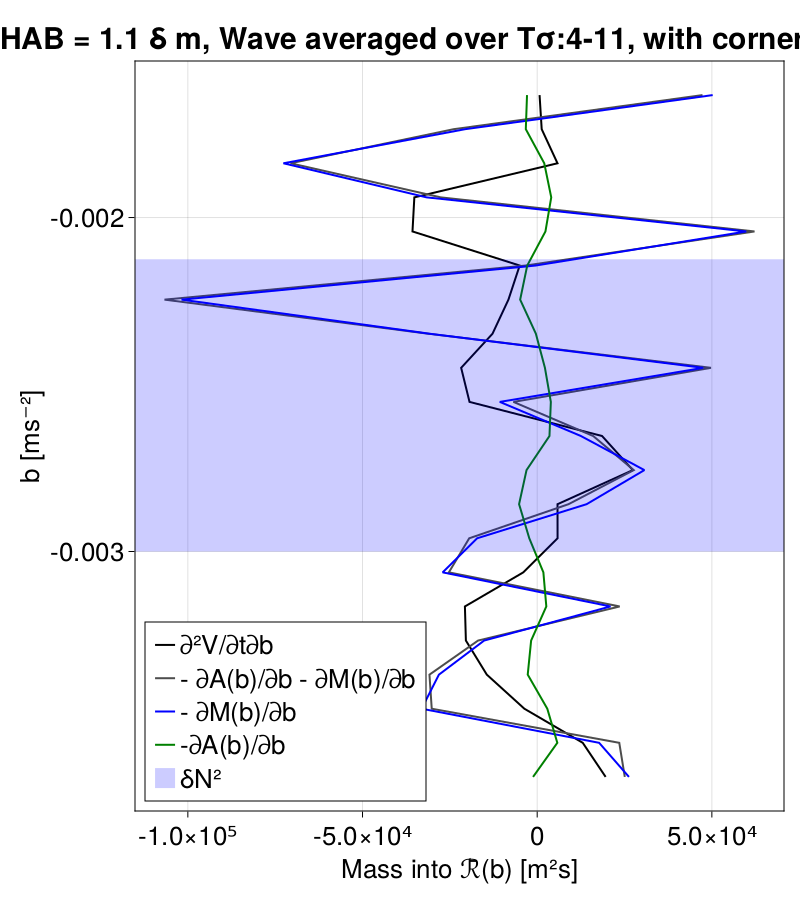 HAB = 1.1 δ m, Wave averaged over Tσ:4-11, with corner
-0.002
-0.003
b [ms⁻²]
∂²V/∂t∂b
- ∂A(b)/∂b - ∂M(b)/∂b
- ∂M(b)/∂b
-∂A(b)/∂b
δN²
-1.0×10⁵ -5.0×10⁴ 0 5.0×10⁴
Mass into ℛ(b) [m²s]